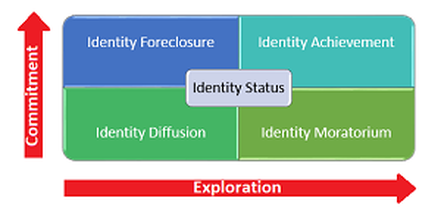 Identity Foreclosure
Identity Achievement
Identity Status
Identity Diffusion
Identity Moratorium
Commitment
Exploration